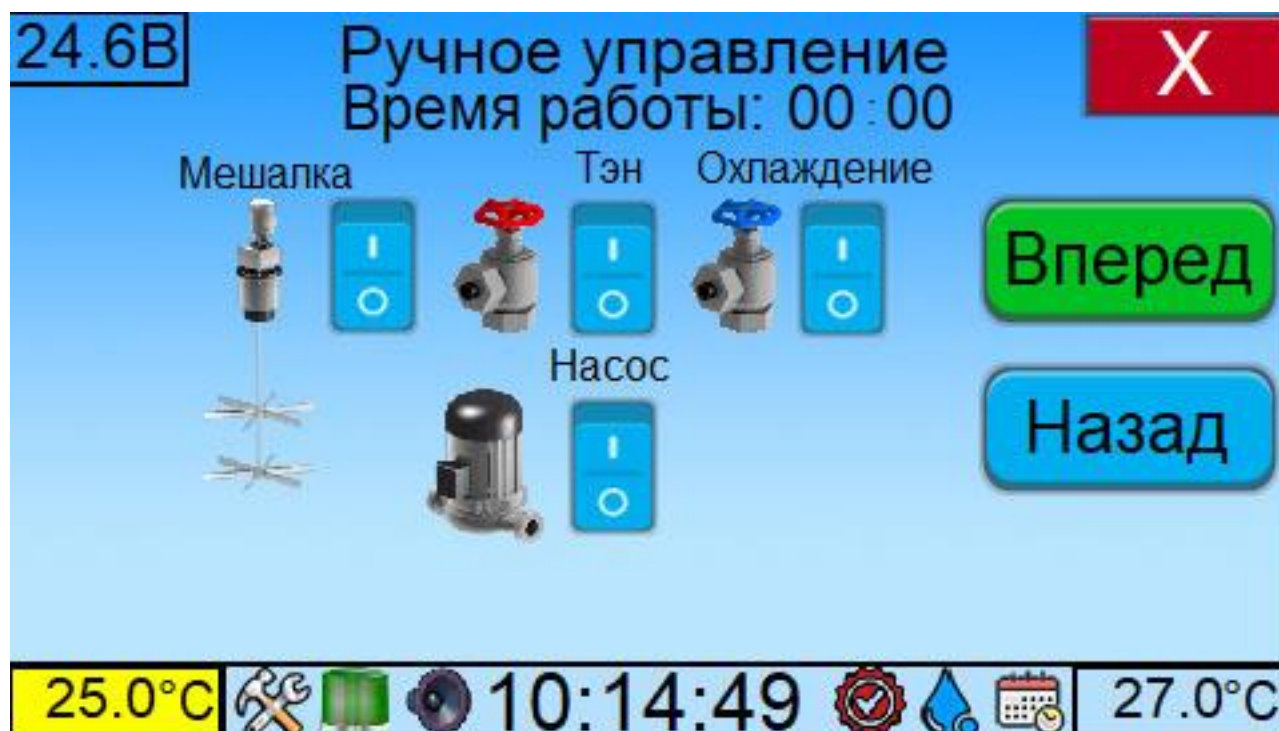 24.6В
Ручное управление
X
Время работы: 00:00
Мешалка
Тэн
Охлаждение
Вперед
Насос
Назад
25.0°C
10:14:49
27.0°C